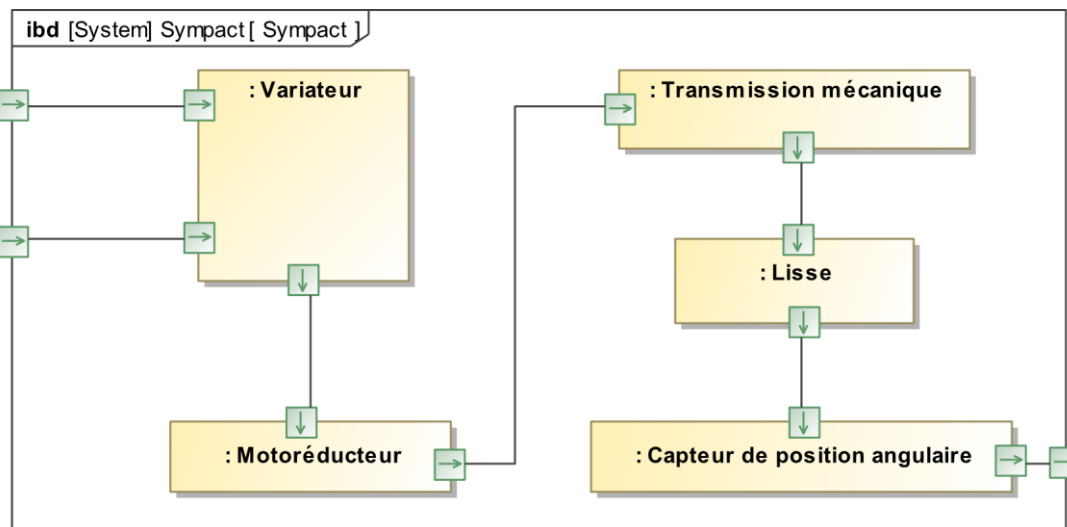 ibd [System] Sympact [ Sympact ]
: Variateur
: Transmission mécanique
: Lisse
: Motoréducteur
: Capteur de position angulaire